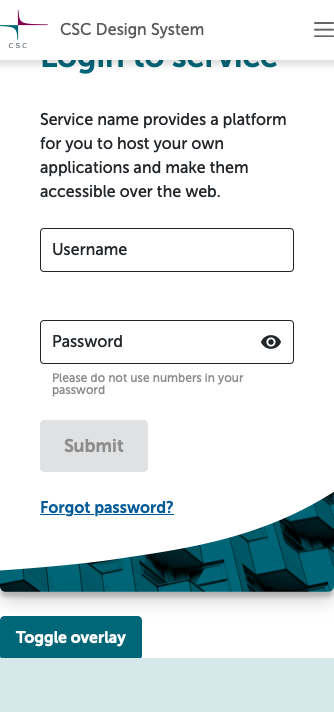 CSC
CSC Design System
Login to service
Service name provides a platform
for you to host your own
applications and make them
accessible over the web.
Username
Password
Please do not use numbers in your
password
Submit
Forgot password?
Toggle overlay